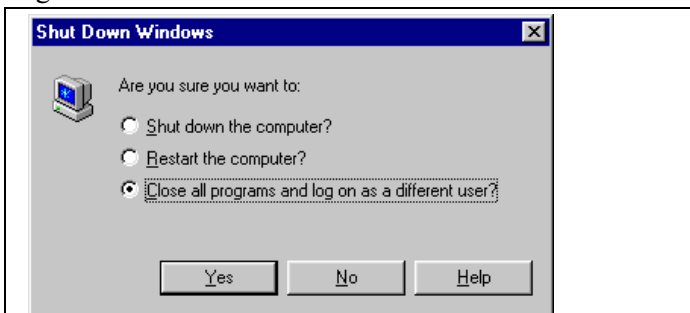 Shut Down Windows
Are you sure you want to:
Shut down the computer?
Restart the computer?
Close all programs and log on as a different user?
Yes No Help